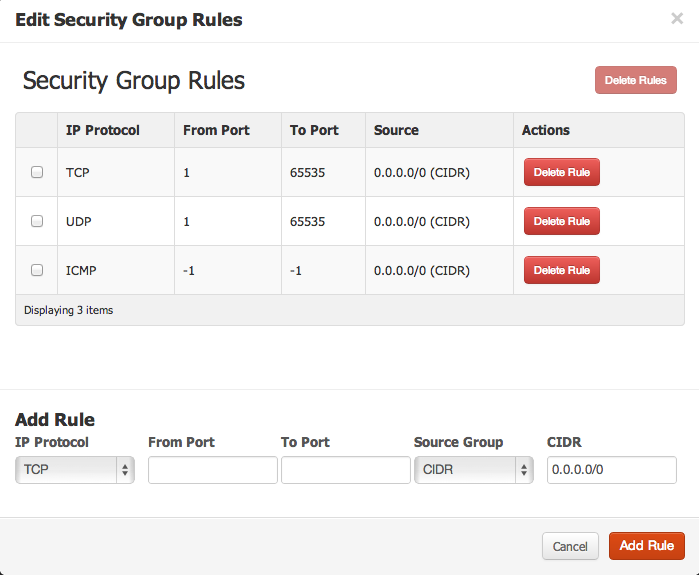 Edit Security Group Rules ×
Security Group Rules Delete Rules
IP Protocol From Port To Port Source Actions
TCP 1 65535 0.0.0.0/0 (CIDR) Delete Rule
UDP 1 65535 0.0.0.0/0 (CIDR) Delete Rule
ICMP -1 -1 0.0.0.0/0 (CIDR) Delete Rule
Displaying 3 items
Add Rule
IP Protocol From Port To Port Source Group CIDR
TCP CIDR 0.0.0.0/0
Cancel Add Rule